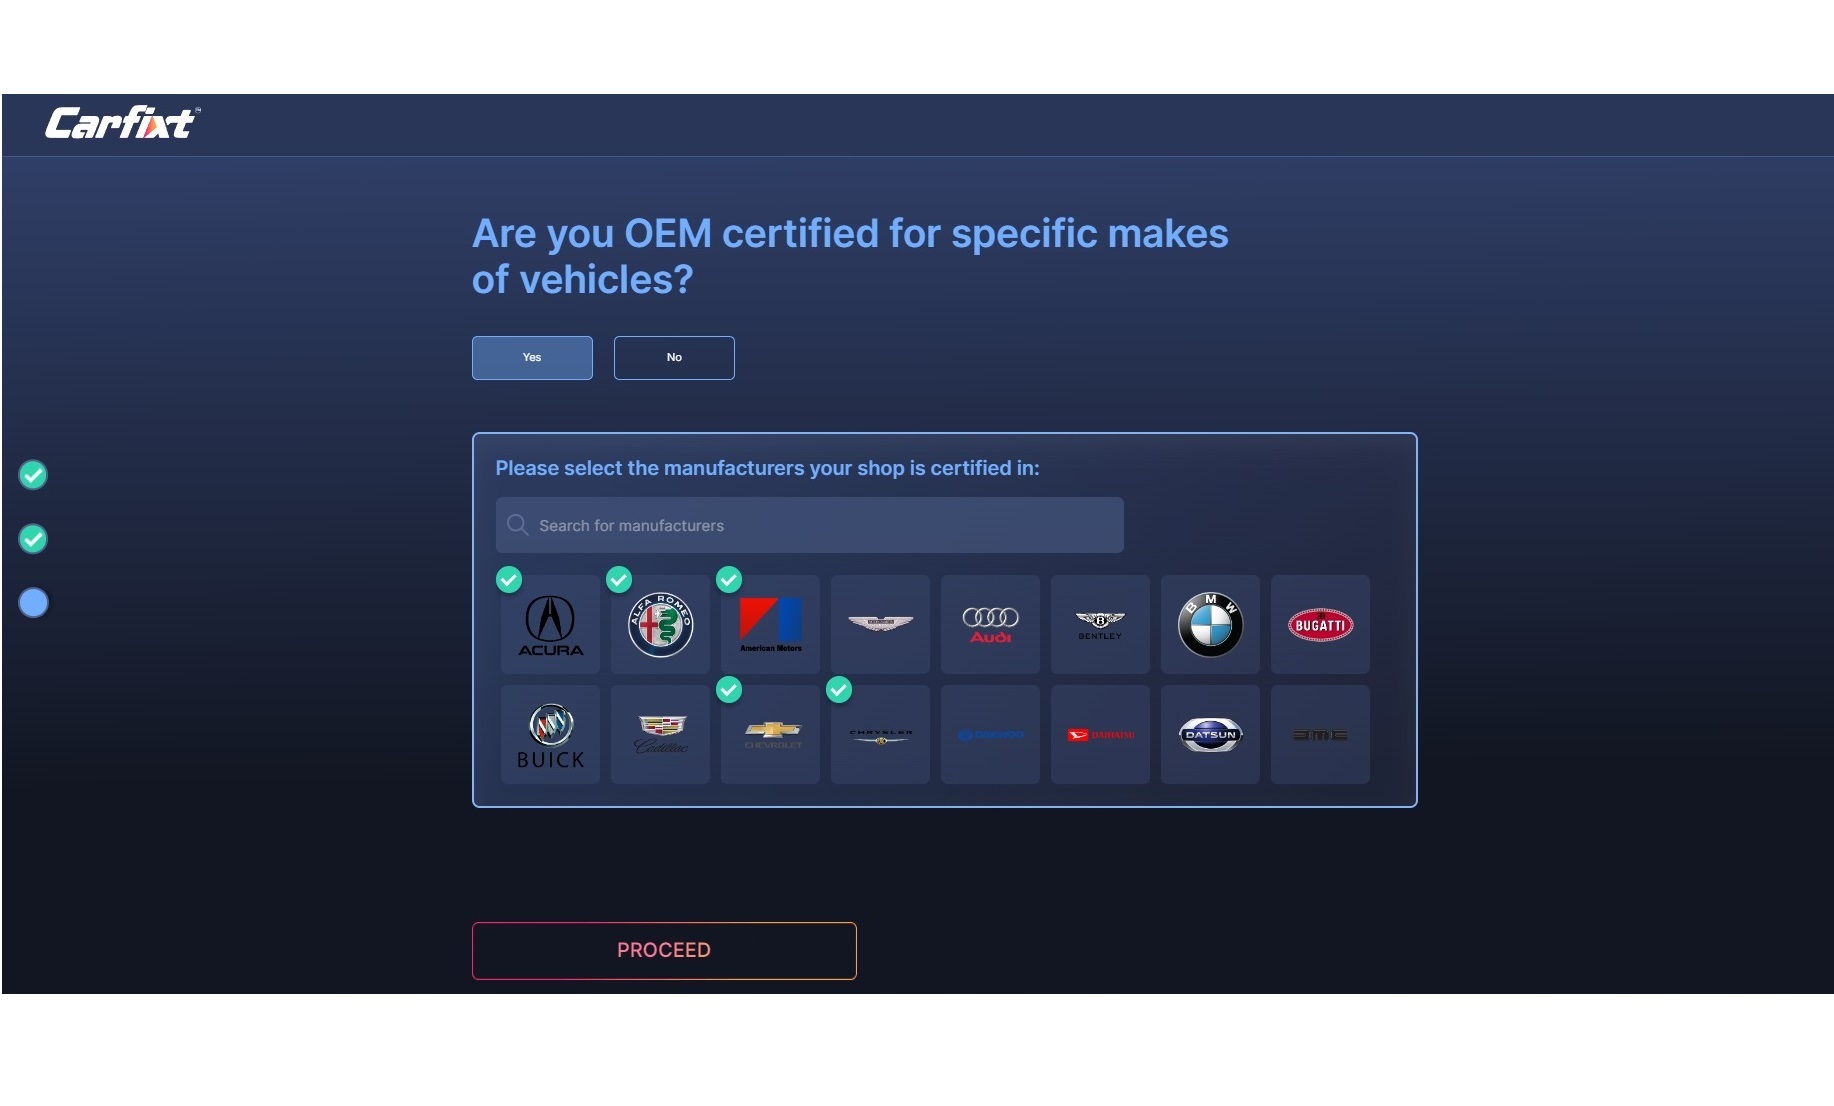 Carfixt
Are you OEM certified for specific makes
of vehicles?
Yes
No
Please select the manufacturers your shop is certified in:
Search for manufacturers
ACURA
ALFA ROMEO
American Motors
Audi
BENTLEY
BMW
BUGATTI
BUICK
Cadillac
CHEVROLET
CHRYSLER
DAEWOO
DAIHATSU
DATSUN
DMC
PROCEED